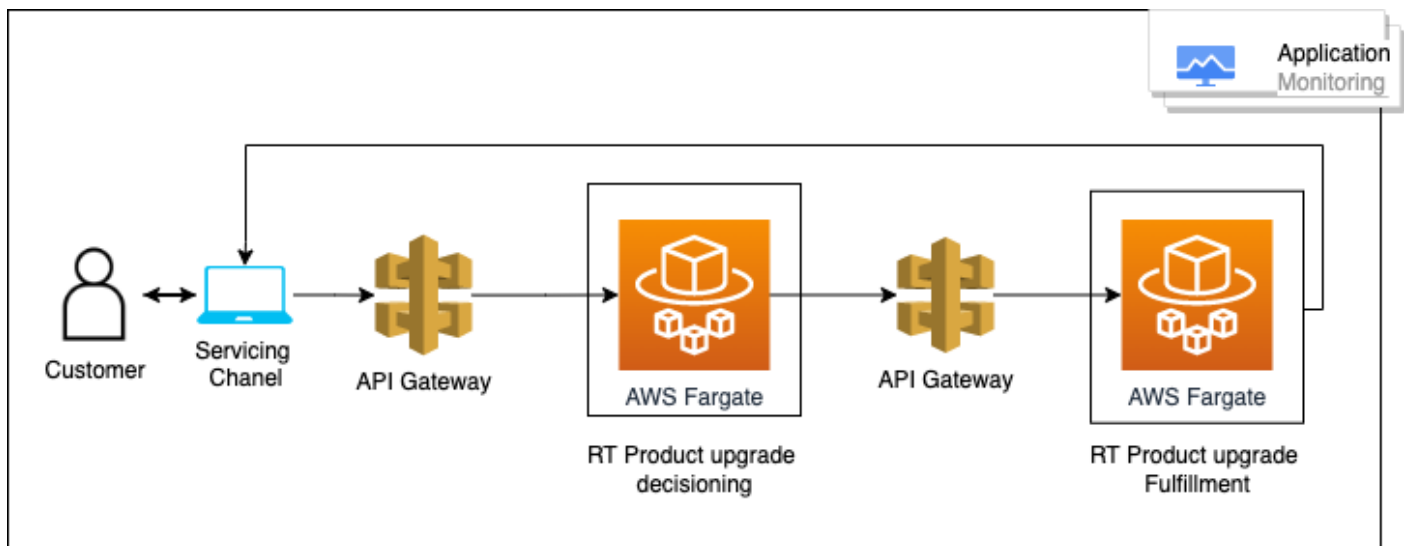 Application
Monitoring
Customer
Servicing
Chanel
API Gateway
AWS Fargate
RT Product upgrade
decisioning
API Gateway
AWS Fargate
RT Product upgrade
Fulfillment